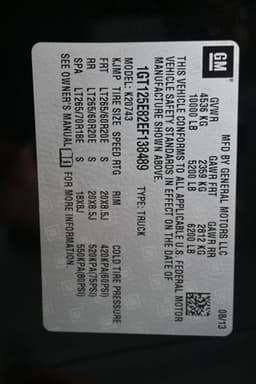 GM
MFD BY GENERAL MOTORS LLC 08/13
GVWR GAWR FRT GAWR RR
4536 KG 2359 KG 2812 KG
10000 LB 5200 LB 6200 LB
THIS VEHICLE CONFORMS TO ALL APPLICABLE U.S. FEDERAL MOTOR
VEHICLE SAFETY STANDARDS IN EFFECT ON THE DATE OF
MANUFACTURE SHOWN ABOVE.
1GT125E82EF138489 TYPE: TRUCK
MODEL: K20743
KJMP TIRE SIZE SPEED RTG RIM COLD TIRE PRESSURE
FRT LT265/60R20E S 20X8.5J 420KPA(60PSI)
RR LT265/60R20E S 20X8.5J 520KPA(75PSI)
SPA LT265/70R18E S 18X8J 550KPA(80PSI)
SEE OWNER'S MANUAL FOR MORE INFORMATION.